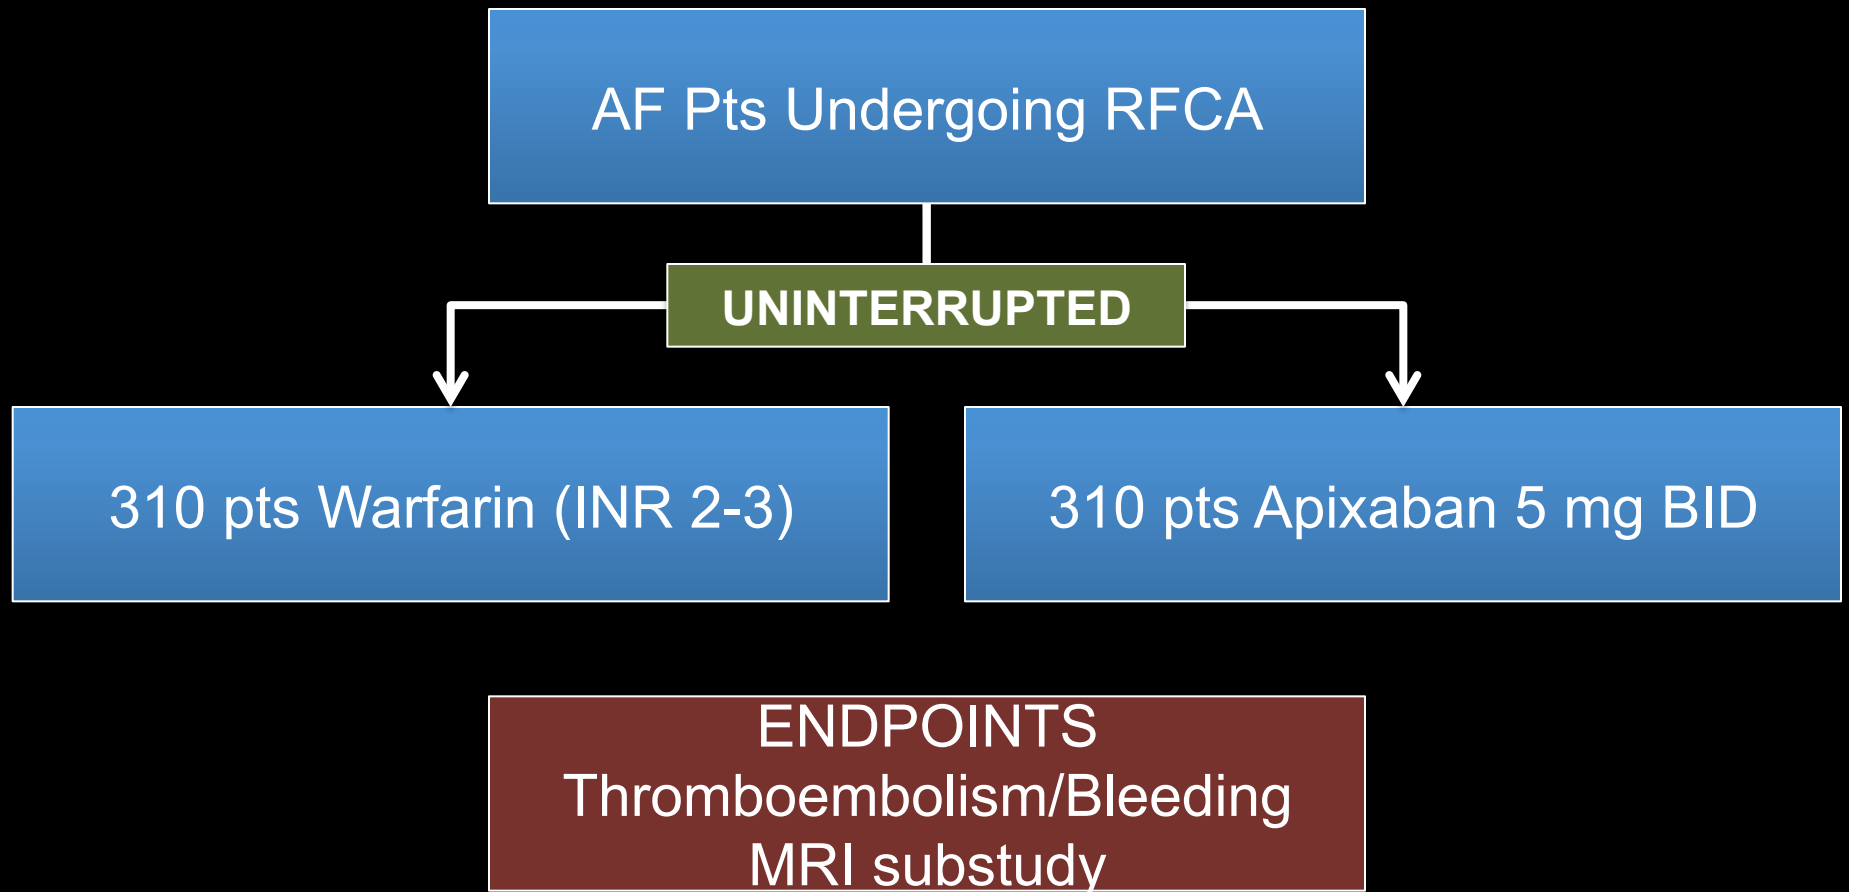 AF Pts Undergoing RFCA
UNINTERRUPTED
310 pts Warfarin (INR 2-3)
310 pts Apixaban 5 mg BID
ENDPOINTS
Thromboembolism/Bleeding
MRI substudy